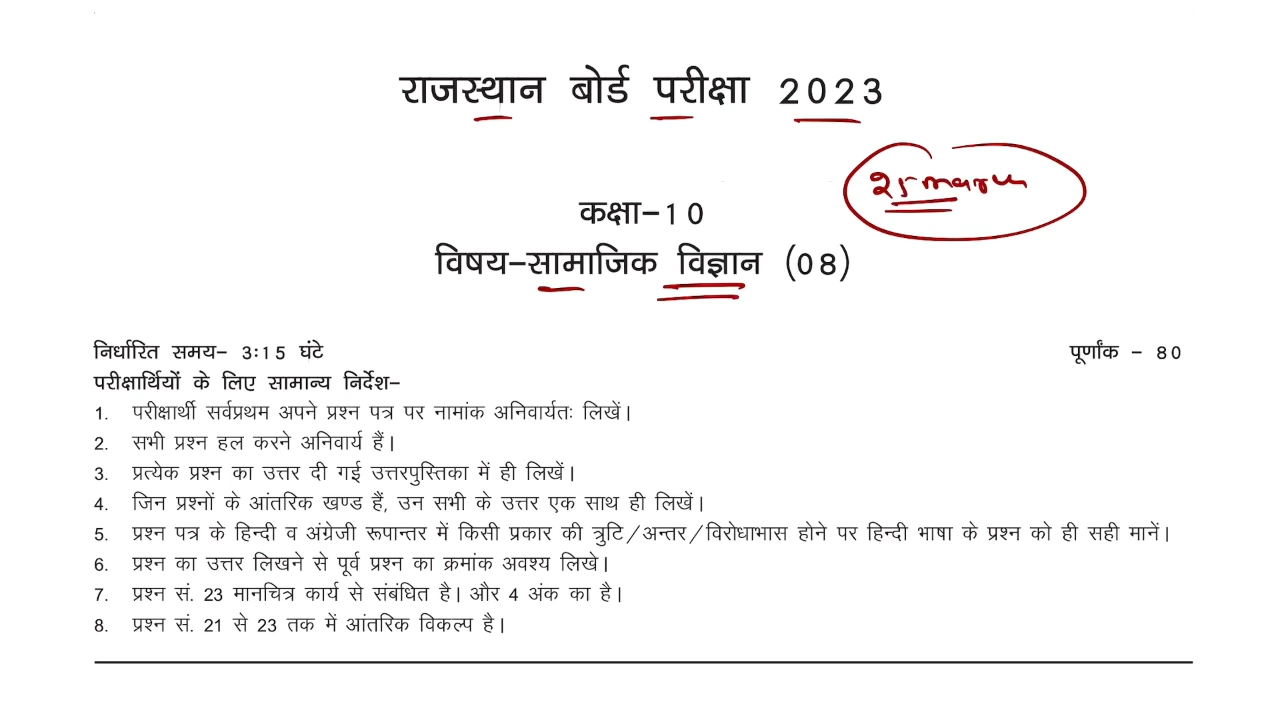 राजस्थान बोर्ड परीक्षा 2023
25 march
कक्षा-10
विषय-सामाजिक विज्ञान (08)
निर्धारित समय- 3:15 घंटे पूर्णांक - 80
परीक्षार्थियों के लिए सामान्य निर्देश-
1. परीक्षार्थी सर्वप्रथम अपने प्रश्न पत्र पर नामांक अनिवार्यतः लिखें।
2. सभी प्रश्न हल करने अनिवार्य हैं।
3. प्रत्येक प्रश्न का उत्तर दी गई उत्तरपुस्तिका में ही लिखें।
4. जिन प्रश्नों के आंतरिक खण्ड हैं, उन सभी के उत्तर एक साथ ही लिखें।
5. प्रश्न पत्र के हिन्दी व अंग्रेजी रूपान्तर में किसी प्रकार की त्रुटि/अन्तर/विरोधाभास होने पर हिन्दी भाषा के प्रश्न को ही सही मानें।
6. प्रश्न का उत्तर लिखने से पूर्व प्रश्न का क्रमांक अवश्य लिखे।
7. प्रश्न सं. 23 मानचित्र कार्य से संबंधित है। और 4 अंक का है।
8. प्रश्न सं. 21 से 23 तक में आंतरिक विकल्प है।